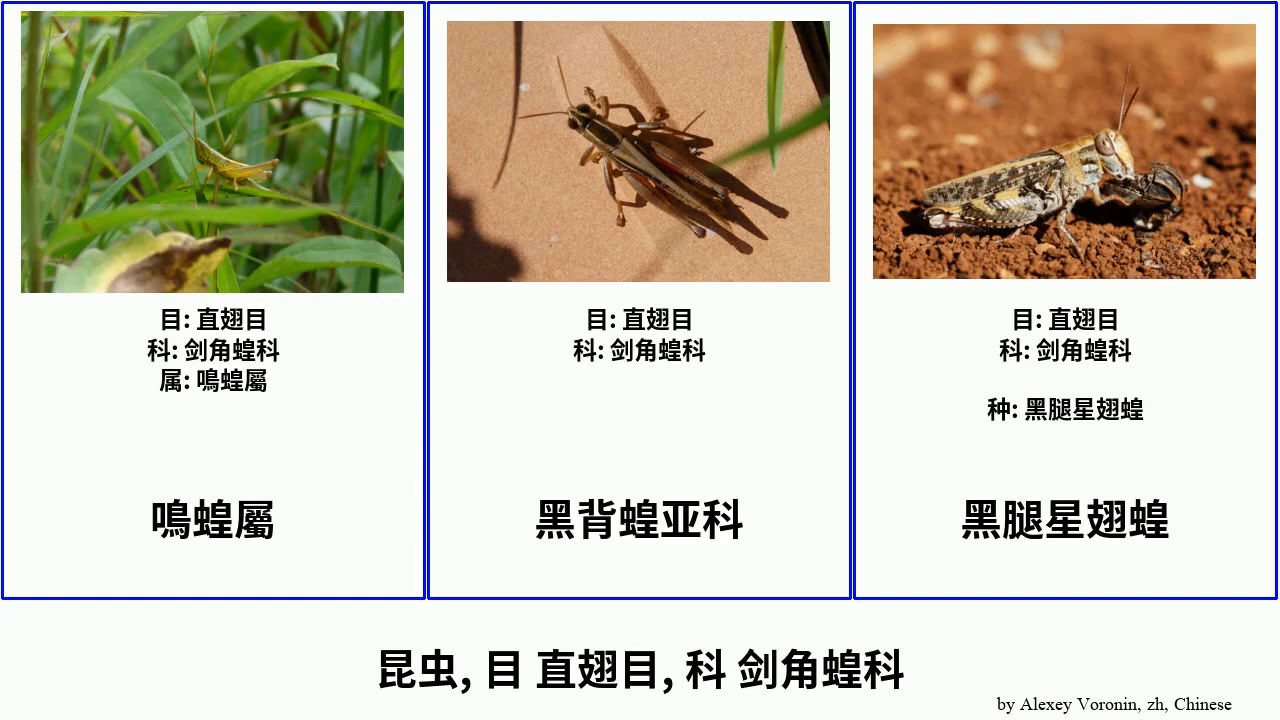 目: 直翅目
科: 剑角蝗科
属: 鳴蝗屬
鳴蝗屬
目: 直翅目
科: 剑角蝗科
黑背蝗亚科
目: 直翅目
科: 剑角蝗科
种: 黑腿星翅蝗
黑腿星翅蝗
昆虫, 目 直翅目, 科 剑角蝗科
by Alexey Voronin, zh, Chinese